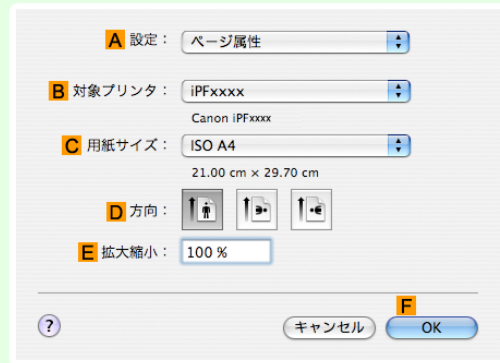 A 設定： ページ属性
B 対象プリンタ： iPFxxxx
Canon iPFxxxx
C 用紙サイズ： ISO A4
21.00 cm × 29.70 cm
D 方向：
E 拡大縮小： 100 %
F
? キャンセル OK